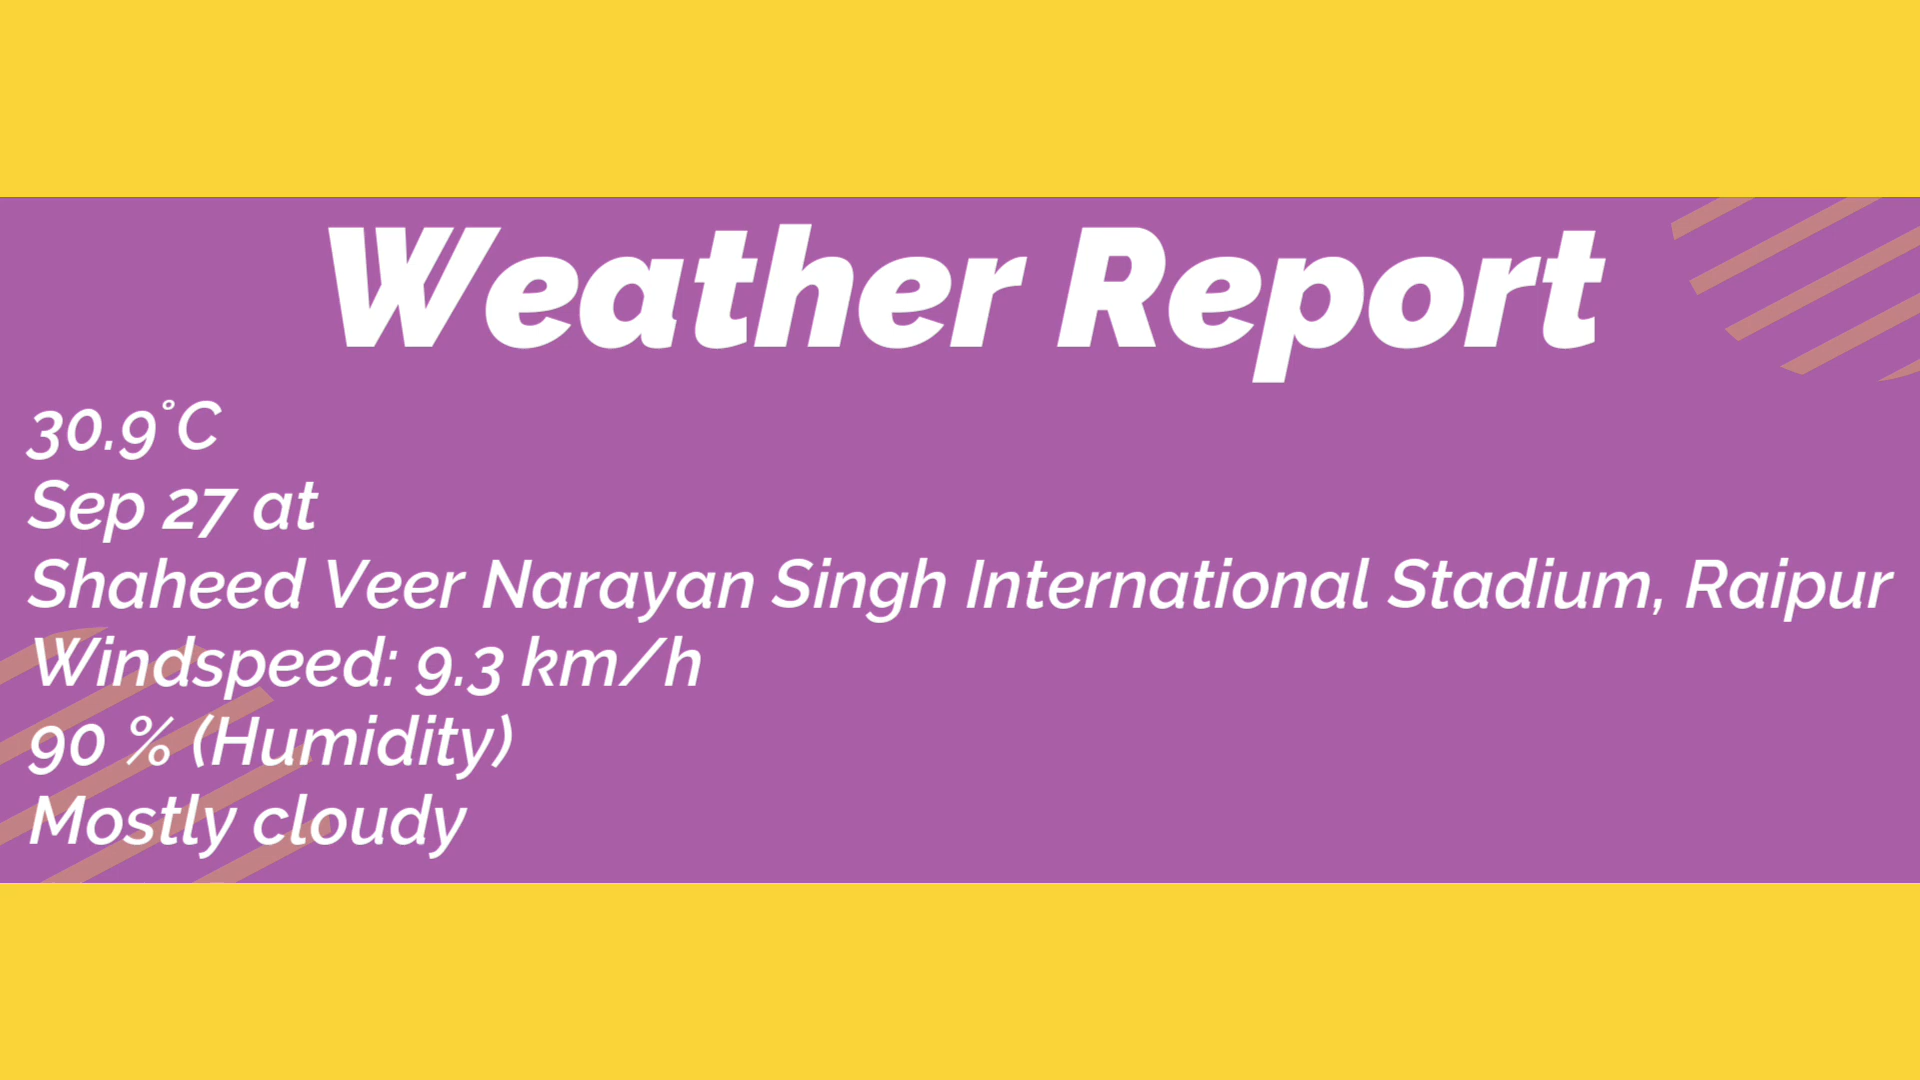 Weather Report
30.9°C
Sep 27 at
Shaheed Veer Narayan Singh International Stadium, Raipur
Windspeed: 9.3 km/h
90 % (Humidity)
Mostly cloudy